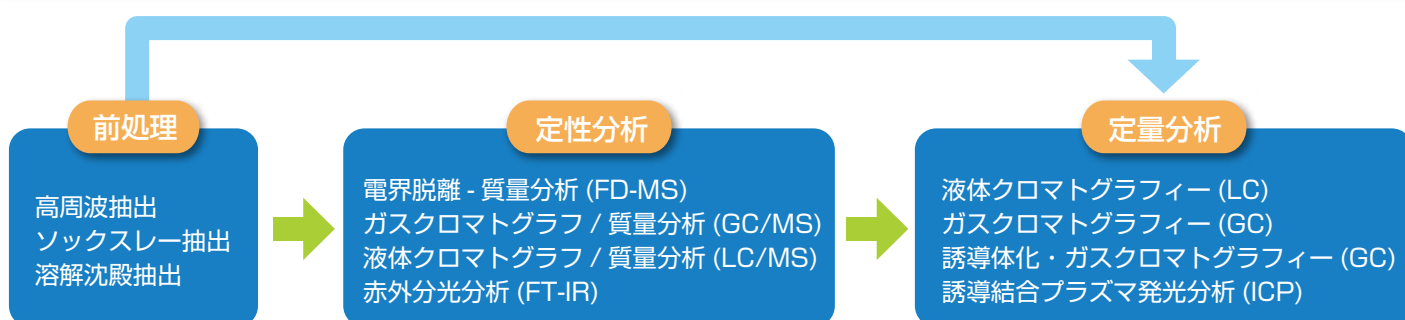 前処理
高周波抽出
ソックスレー抽出
溶解沈殿抽出
定性分析
電界脱離 - 質量分析 (FD-MS)
ガスクロマトグラフ / 質量分析 (GC/MS)
液体クロマトグラフ / 質量分析 (LC/MS)
赤外分光分析 (FT-IR)
定量分析
液体クロマトグラフィー (LC)
ガスクロマトグラフィー (GC)
誘導体化・ガスクロマトグラフィー (GC)
誘導結合プラズマ発光分析 (ICP)